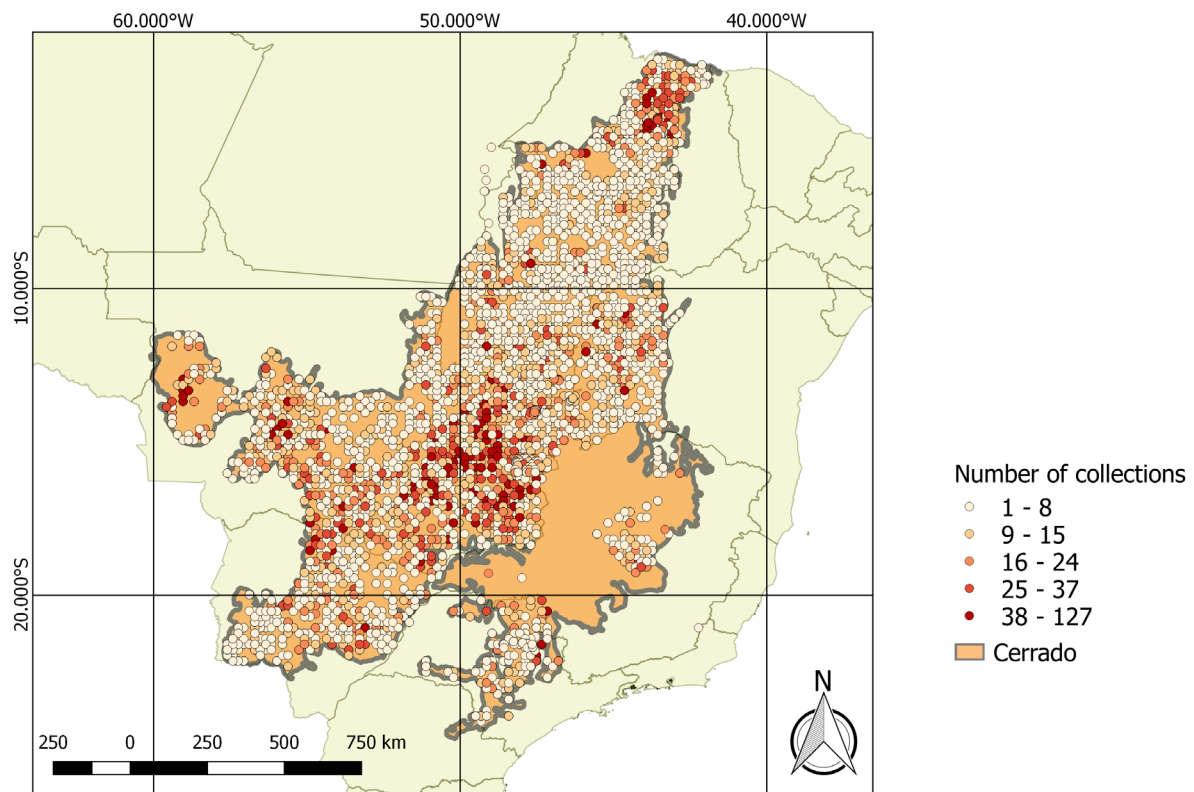 60.000°W 50.000°W 40.000°W
10.000°S
20.000°S
Number of collections
1 - 8
9 - 15
16 - 24
25 - 37
38 - 127
Cerrado
N
250 0 250 500 750 km